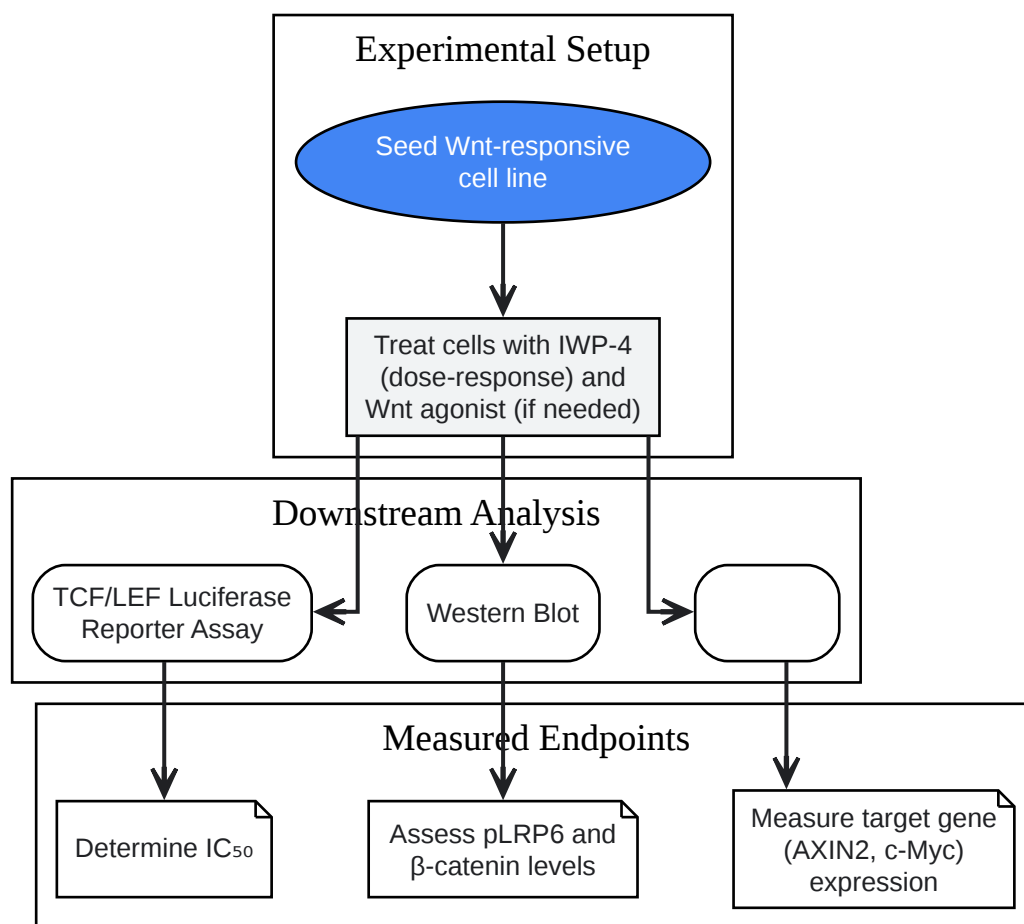 Experimental Setup
Seed Wnt-responsive
cell line
Treat cells with IWP-4
(dose-response) and
Wnt agonist (if needed)
Downstream Analysis
TCF/LEF Luciferase
Reporter Assay
Western Blot
Measured Endpoints
Determine IC₅₀
Assess pLRP6 and
β-catenin levels
Measure target gene
(AXIN2, c-Myc)
expression